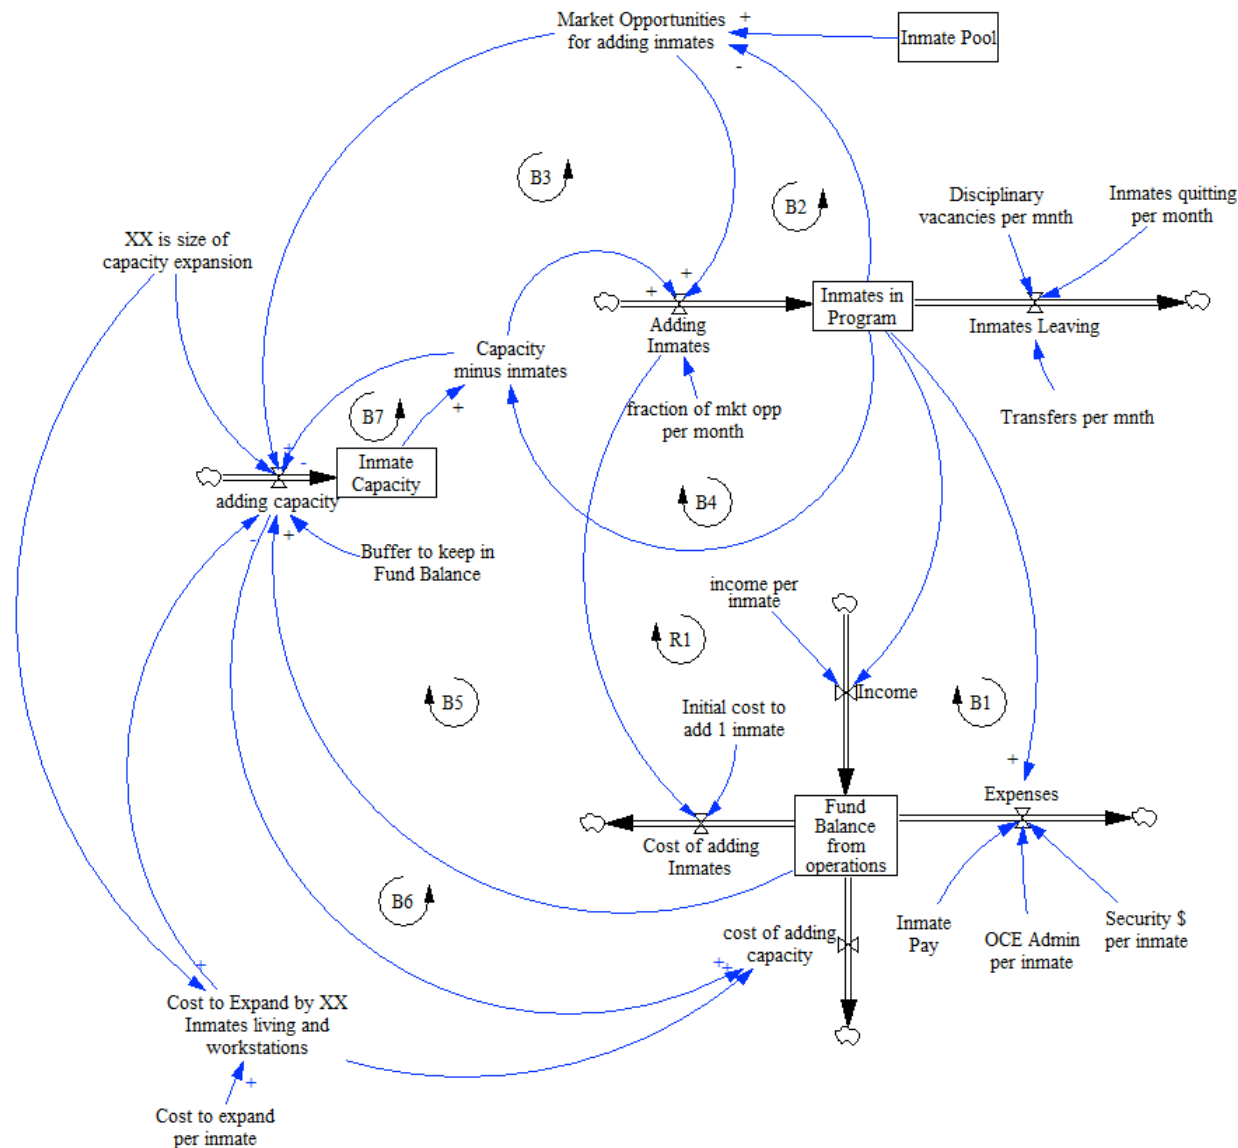 Market Opportunities
for adding inmates
+
-
Inmate Pool
B3
B2
Disciplinary
vacancies per mnth
Inmates quitting
per month
XX is size of
capacity expansion
+
+
Adding
Inmates
Inmates in
Program
Inmates Leaving
Capacity
minus inmates
+
B7
fraction of mkt opp
per month
Transfers per mnth
+
-
Inmate
Capacity
adding capacity
-
+
B4
Buffer to keep in
Fund Balance
income per
inmate
R1
B5
Income
B1
Initial cost to
add 1 inmate
+
Expenses
Fund
Balance
from
operations
Cost of adding
Inmates
B6
Inmate
Pay
OCE Admin
per inmate
Security $
per inmate
cost of adding
capacity
+
+
+
Cost to Expand by XX
Inmates living and
workstations
+
Cost to expand
per inmate